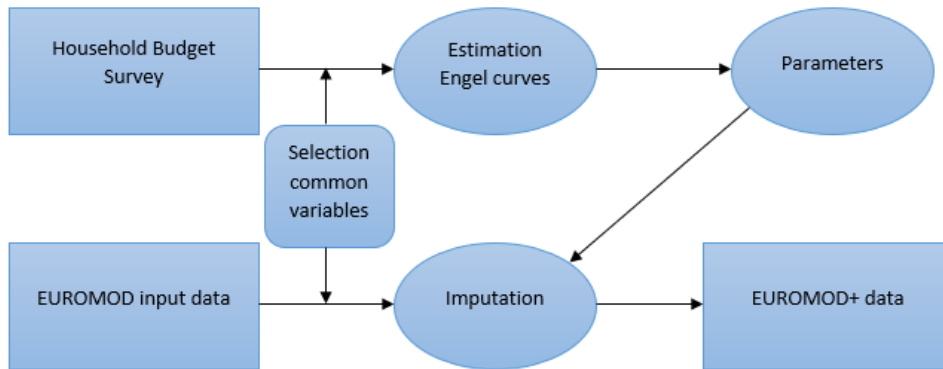 Household Budget
Survey
Estimation
Engel curves
Parameters
Selection
common
variables
EUROMOD input data
Imputation
EUROMOD+ data